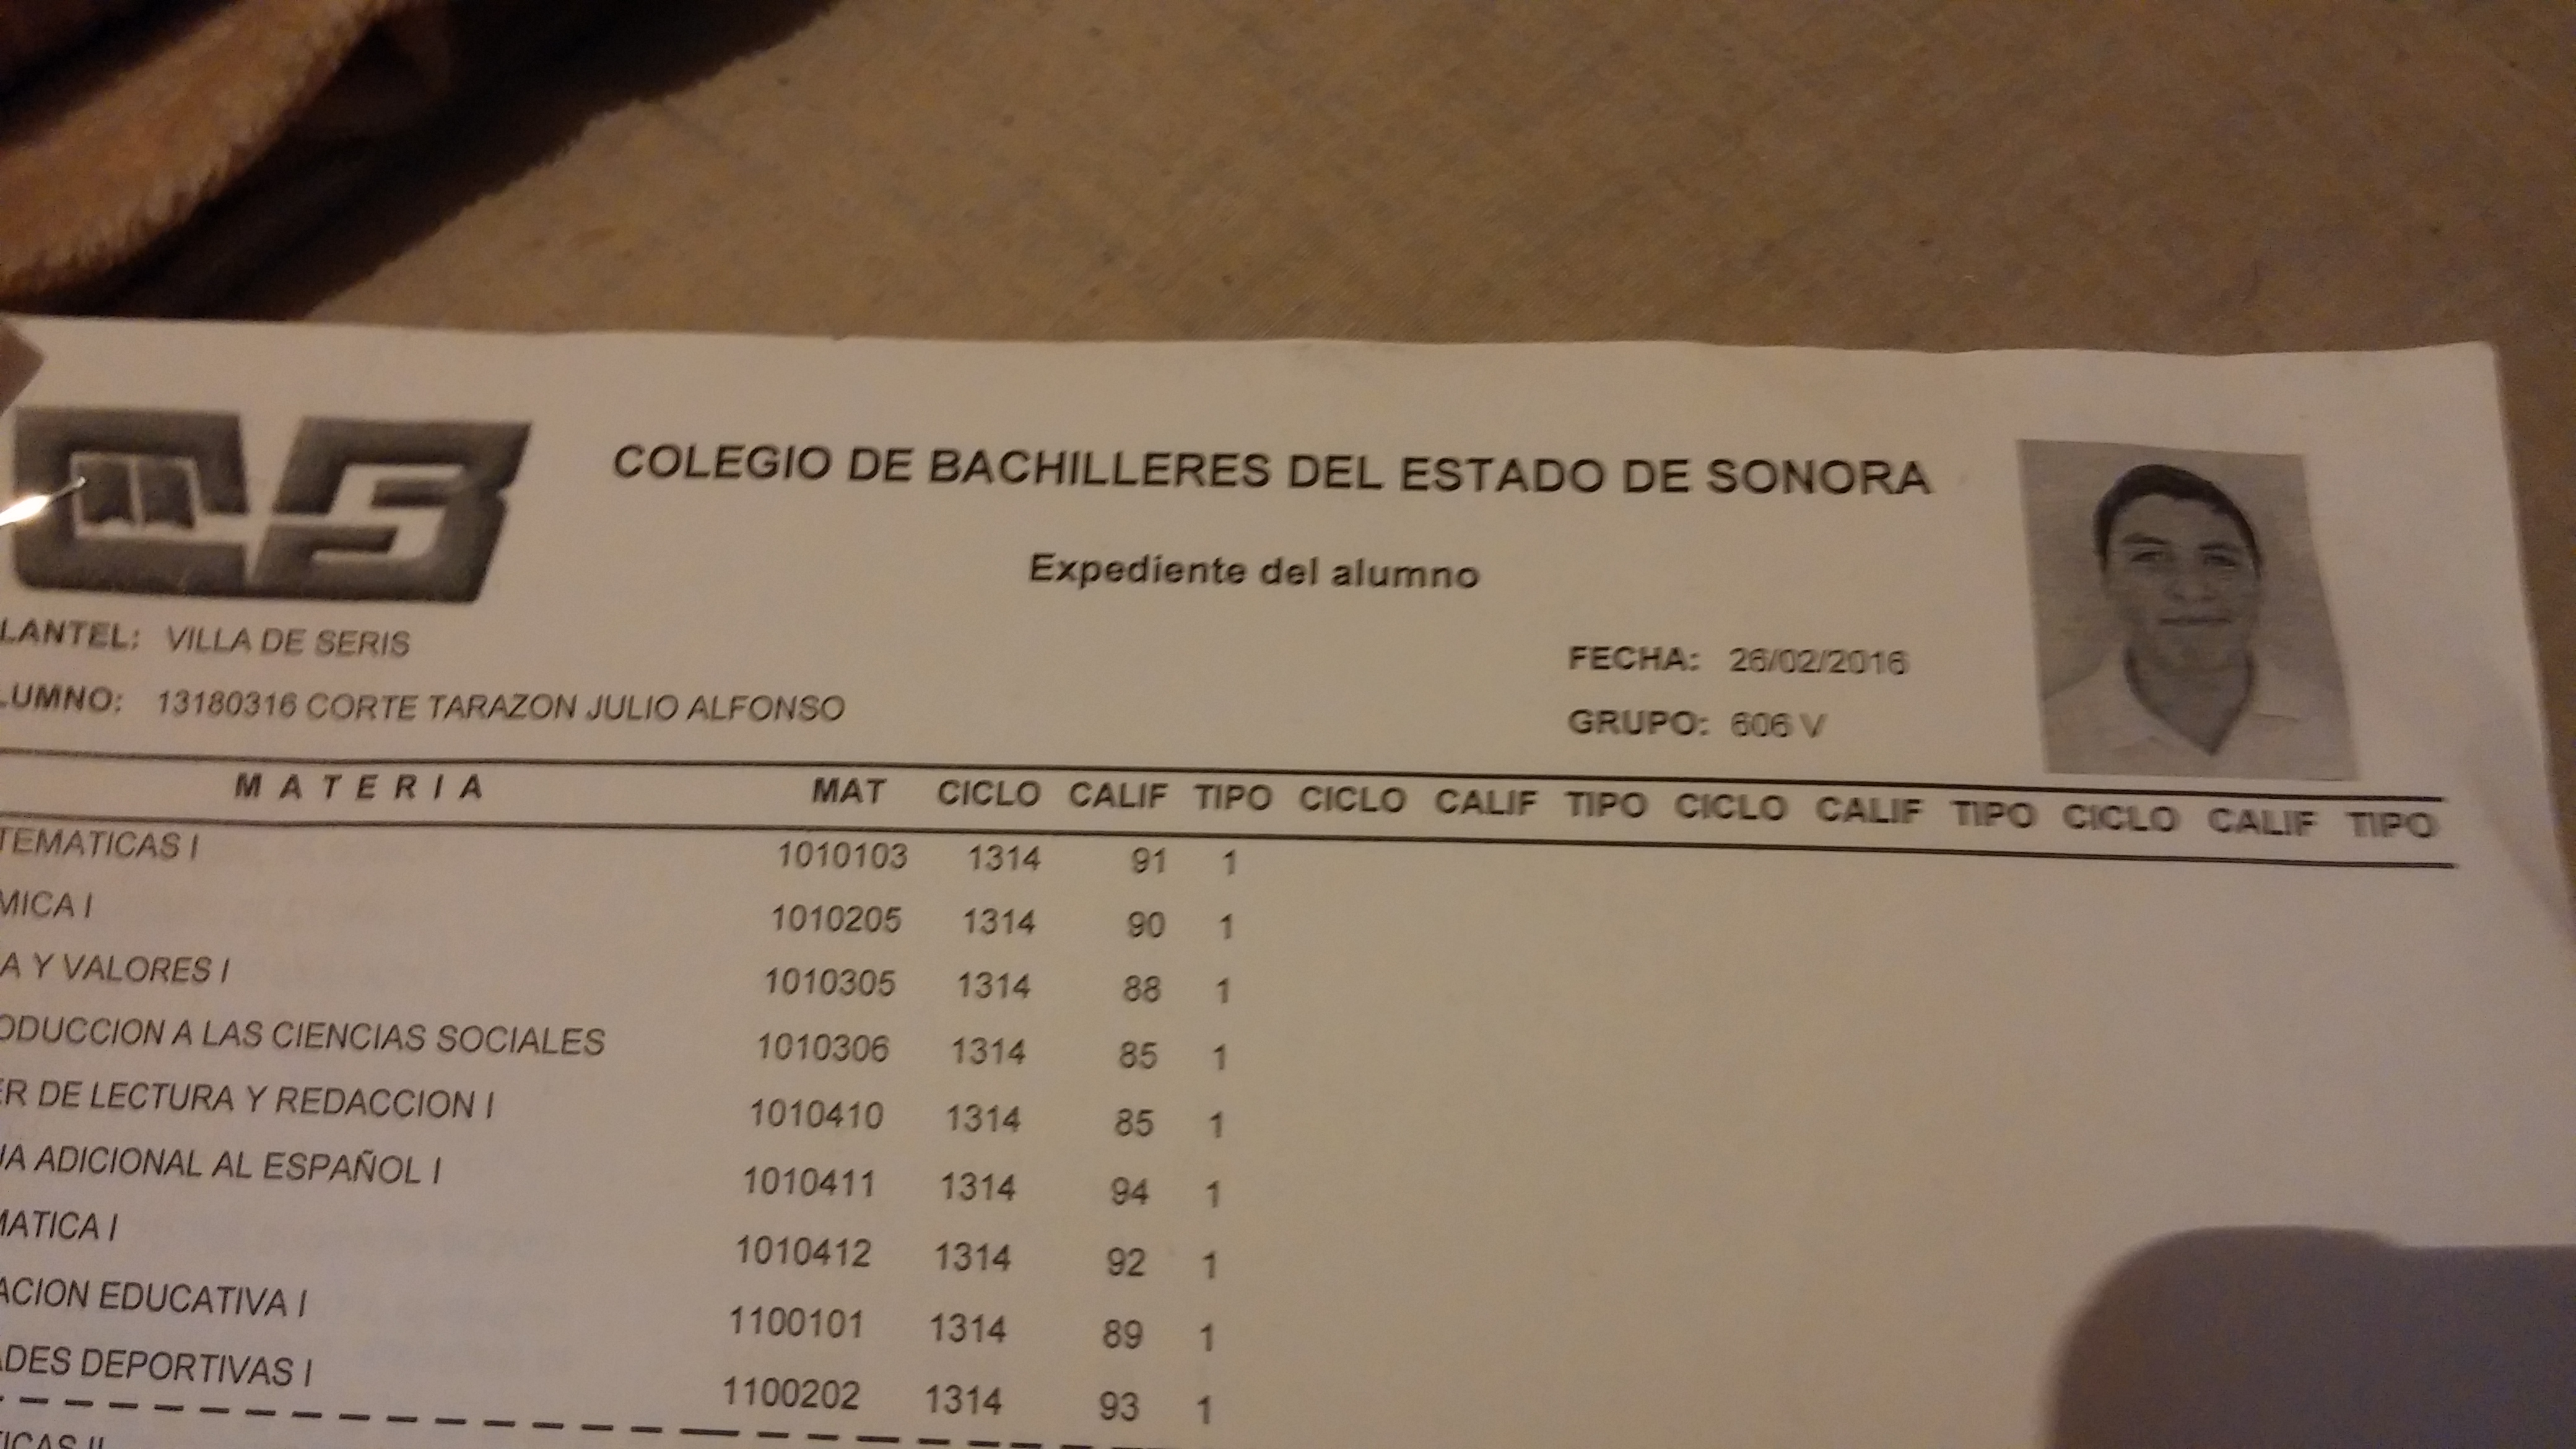 COLEGIO DE BACHILLERES DEL ESTADO DE SONORA
Expediente del alumno
LANTEL: VILLA DE SERIS
FECHA: 26/02/2016
LUMNO: 13180316 CORTE TARAZON JULIO ALFONSO
GRUPO: 606 V
MATERIA MAT CICLO CALIF TIPO CICLO CALIF TIPO CICLO CALIF TIPO CICLO CALIF TIPO
TEMATICAS I 1010103 1314 91 1
MICA I 1010205 1314 90 1
A Y VALORES I 1010305 1314 88 1
ODUCCION A LAS CIENCIAS SOCIALES 1010306 1314 85 1
ER DE LECTURA Y REDACCION I 1010410 1314 85 1
UA ADICIONAL AL ESPAÑOL I 1010411 1314 94 1
MATICA I 1010412 1314 92 1
ACION EDUCATIVA I 1100101 1314 89 1
ADES DEPORTIVAS I 1100202 1314 93 1